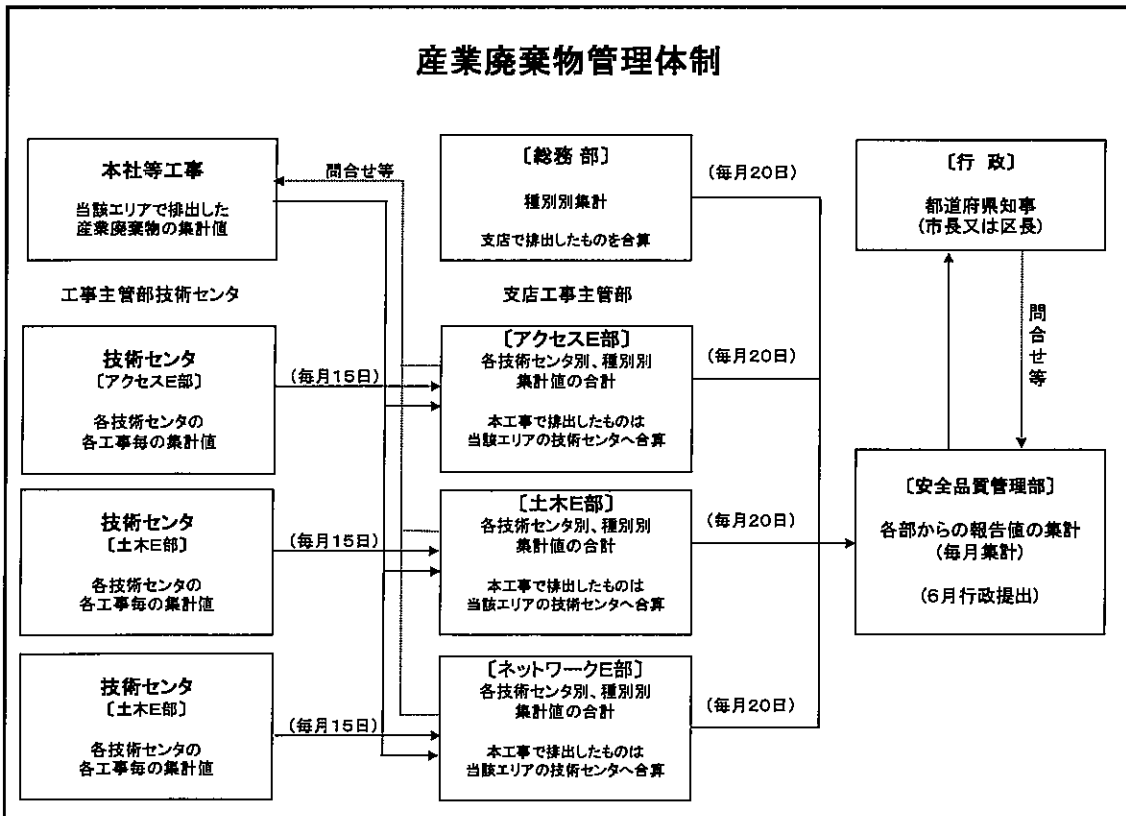 産業廃棄物管理体制
本社等工事
当該エリアで排出した
産業廃棄物の集計値
問合せ等
〔総務 部〕
種別別集計
支店で排出したものを合算
(毎月20日)
〔行 政〕
都道府県知事
(市長又は区長)
工事主管部技術センタ
支店工事主管部
技術センタ
〔アクセスE部〕
各技術センタの
各工事毎の集計値
(毎月15日)
〔アクセスE部〕
各技術センタ別、種別別
集計値の合計
本工事で排出したものは
当該エリアの技術センタへ合算
(毎月20日)
問合せ等
技術センタ
〔土木E部〕
各技術センタの
各工事毎の集計値
(毎月15日)
〔土木E部〕
各技術センタ別、種別別
集計値の合計
本工事で排出したものは
当該エリアの技術センタへ合算
(毎月20日)
〔安全品質管理部〕
各部からの報告値の集計
(毎月集計)
(6月行政提出)
技術センタ
〔土木E部〕
各技術センタの
各工事毎の集計値
(毎月15日)
〔ネットワークE部〕
各技術センタ別、種別別
集計値の合計
本工事で排出したものは
当該エリアの技術センタへ合算
(毎月20日)